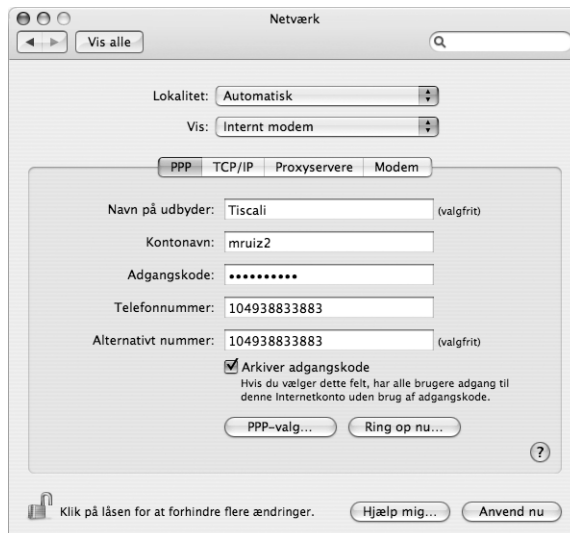 Netværk
Vis alle
Lokalitet: Automatisk
Vis: Internt modem
PPP TCP/IP Proxyservere Modem
Navn på udbyder: Tiscali (valgfrit)
Kontonavn: mruiz2
Adgangskode: ••••••••••
Telefonnummer: 104938833883
Alternativt nummer: 104938833883 (valgfrit)
Arkiver adgangskode
Hvis du vælger dette felt, har alle brugere adgang til
denne Internetkonto uden brug af adgangskode.
PPP-valg... Ring op nu...
?
Klik på låsen for at forhindre flere ændringer. Hjælp mig... Anvend nu